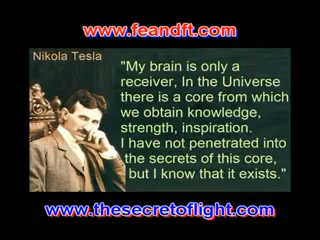 www.feandft.com
Nikola Tesla
"My brain is only a
receiver, In the Universe
there is a core from which
we obtain knowledge,
strength, inspiration.
I have not penetrated into
the secrets of this core,
but I know that it exists."
www.thesecretoflight.com